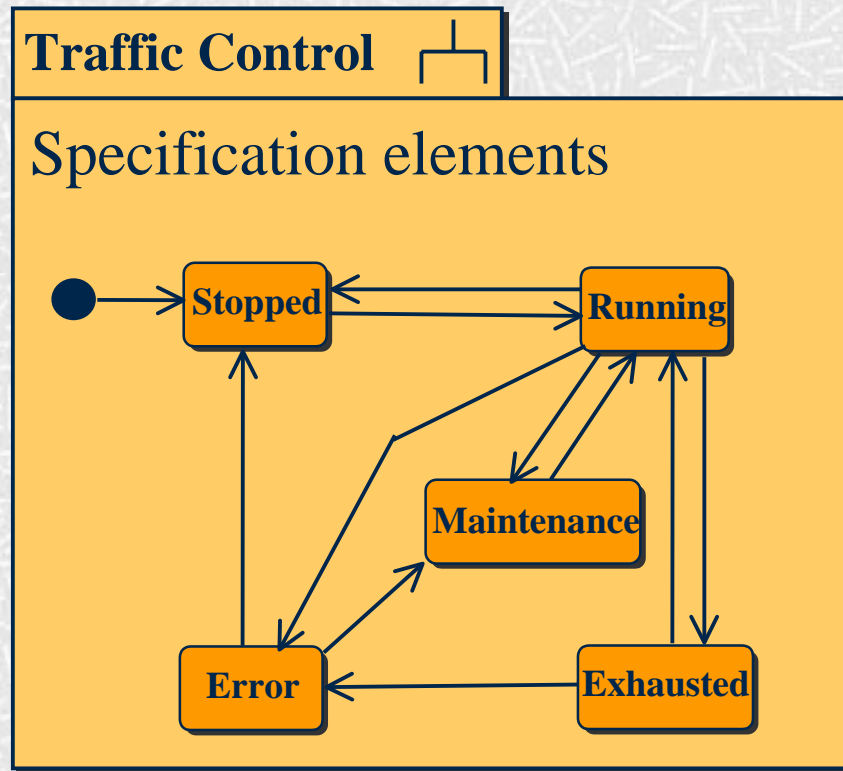 Traffic Control
Specification elements
Stopped
Running
Maintenance
Error
Exhausted